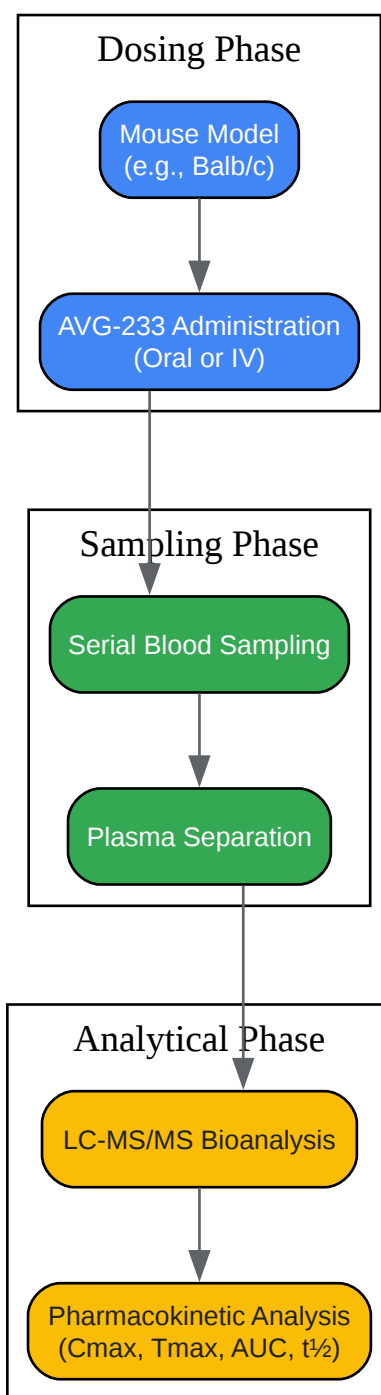 Dosing Phase
Mouse Model
(e.g., Balb/c)
AVG-233 Administration
(Oral or IV)
Sampling Phase
Serial Blood Sampling
Plasma Separation
Analytical Phase
LC-MS/MS Bioanalysis
Pharmacokinetic Analysis
(Cmax, Tmax, AUC, t½)